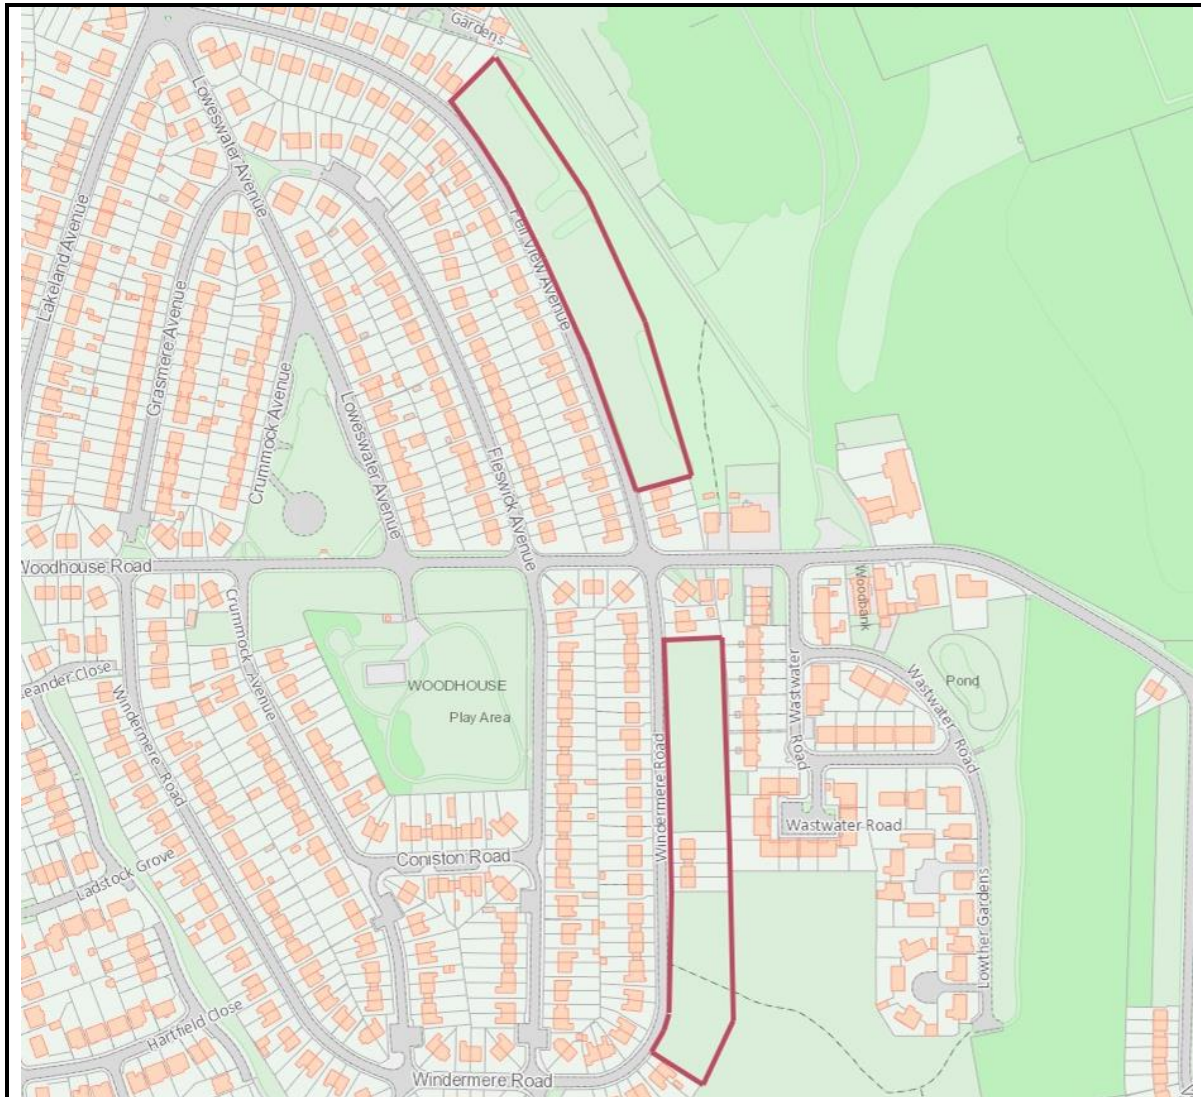 Gardens
Loweswater Avenue
Lakeland Avenue
Fell View Avenue
Grasmere Avenue
Crummock Avenue
Loweswater Avenue
Fleswick Avenue
Woodhouse Road
Woodbank
Crummock Avenue
eander Close
WOODHOUSE
Play Area
Pond
Wastwater Road
Wastwater Road
Windermere Road
Windermere Road
Wastwater Road
Coniston Road
Ladstock Grove
Lowther Gardens
Hartfield Close
Windermere Road